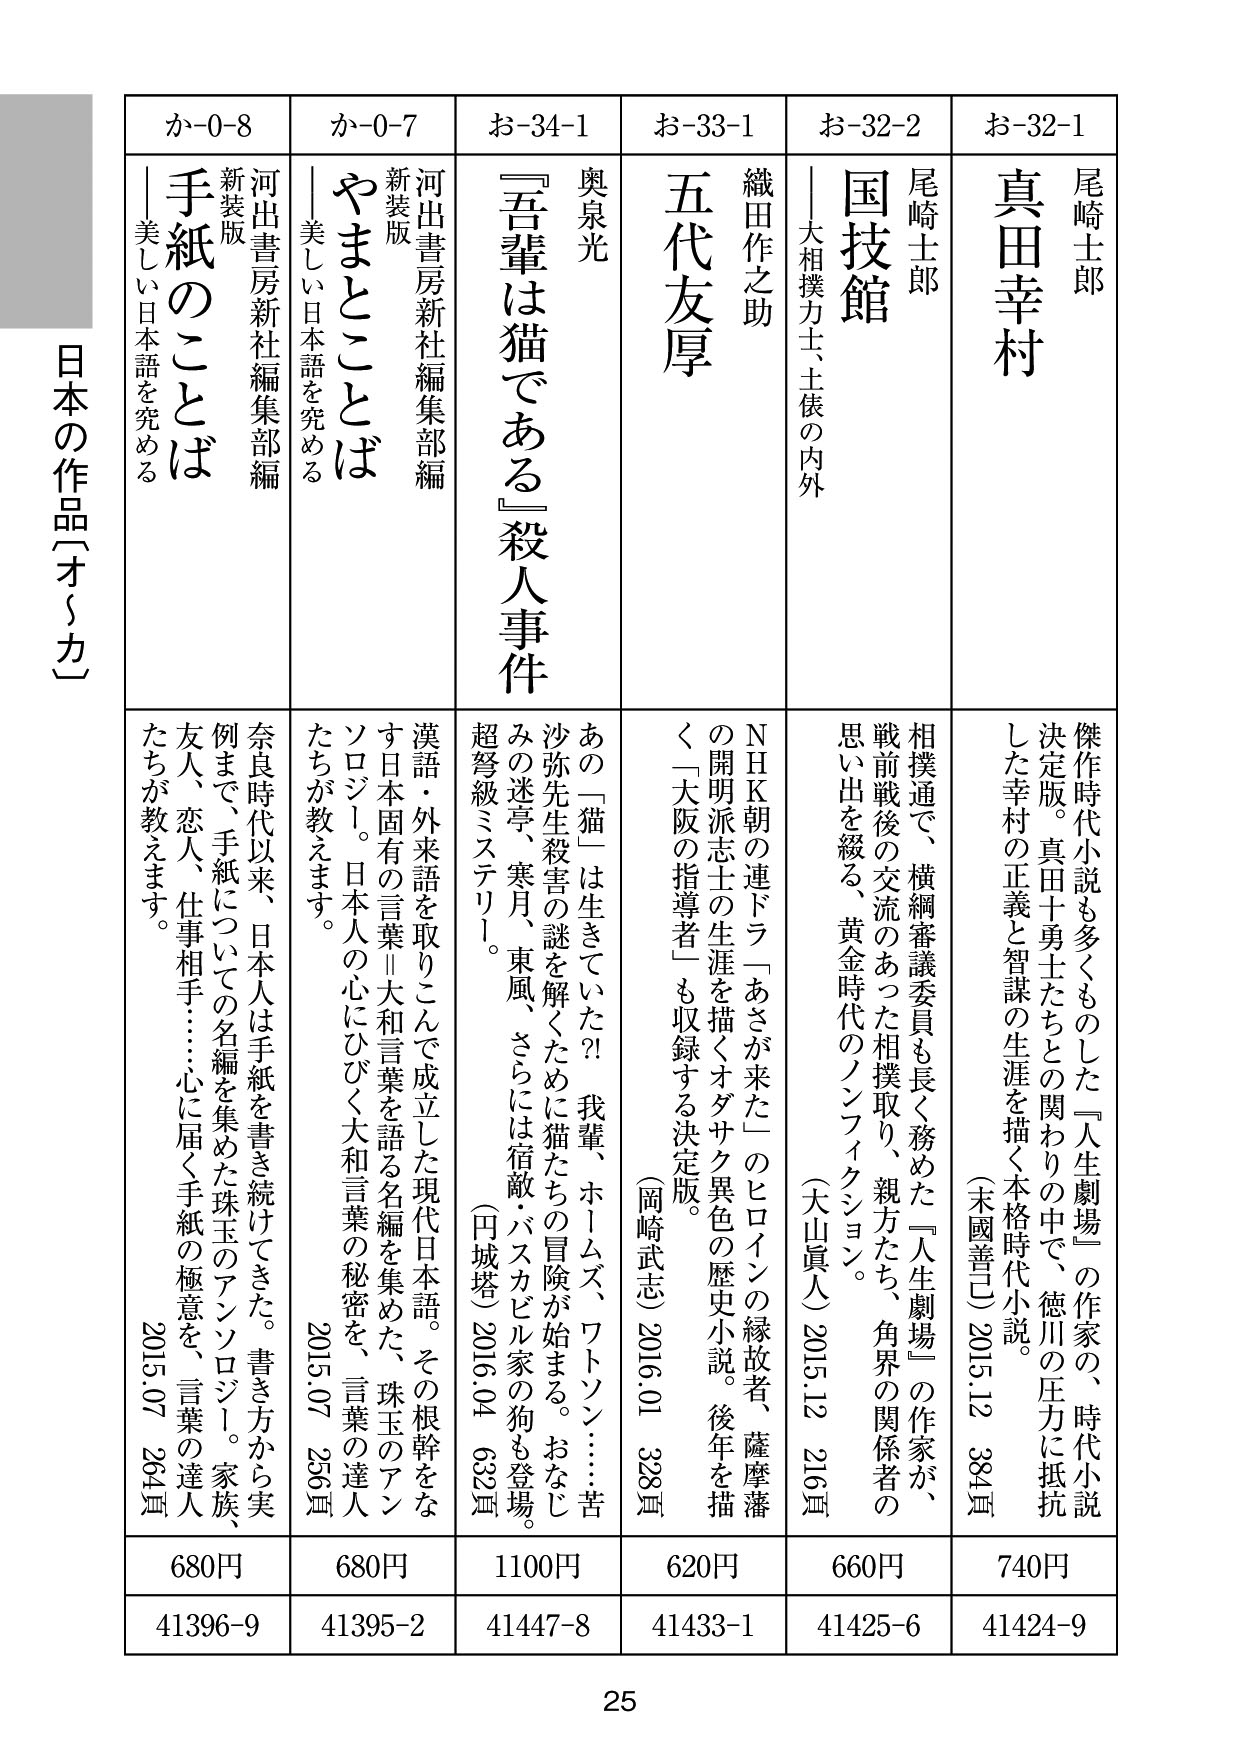 お-32-1
尾崎士郎
真田幸村
傑作時代小説も多くものした『人生劇場』の作家の、時代小説
決定版。真田十勇士たちとの関わりの中で、徳川の圧力に抵抗
した幸村の正義と智謀の生涯を描く本格時代小説。
(末國善己) 2015.12 384頁
740円
41424-9
お-32-2
尾崎士郎
国技館
――大相撲力士、土俵の内外
相撲通で、横綱審議委員も長く務めた『人生劇場』の作家が、
戦前戦後の交流のあった相撲取り、親方たち、角界の関係者の
思い出を綴る、黄金時代のノンフィクション。
(大山眞人) 2015.12 216頁
660円
41425-6
お-33-1
織田作之助
五代友厚
NHK朝の連ドラ「あさが来た」のヒロインの縁故者、薩摩藩
の開明派志士の生涯を描くオダサク異色の歴史小説。後年を描
く「大阪の指導者」も収録する決定版。
(岡崎武志) 2016.01 328頁
620円
41433-1
お-34-1
奥泉光
『吾輩は猫である』殺人事件
あの「猫」は生きていた?! 我輩、ホームズ、ワトソン……苦
沙弥先生殺害の謎を解くために猫たちの冒険が始まる。おなじ
みの迷亭、寒月、東風、さらには宿敵・バスカビル家の狗も登場。
超弩級ミステリー。
(円城塔) 2016.04 632頁
1100円
41447-8
か-0-7
河出書房新社編集部編
新装版
やまとことば
――美しい日本語を究める
漢語・外来語を取りこんで成立した現代日本語。その根幹をな
す日本固有の言葉=大和言葉を語る名編を集めた、珠玉のアン
ソロジー。日本人の心にひびく大和言葉の秘密を、言葉の達人
たちが教えます。
2015.07 256頁
680円
41395-2
か-0-8
河出書房新社編集部編
新装版
手紙のことば
――美しい日本語を究める
奈良時代以来、日本人は手紙を書き続けてきた。書き方から実
例まで、手紙についての名編を集めた珠玉のアンソロジー。家族、
友人、恋人、仕事相手……心に届く手紙の極意を、言葉の達人
たちが教えます。
2015.07 264頁
680円
41396-9
日本の作品〔オ～カ〕
25